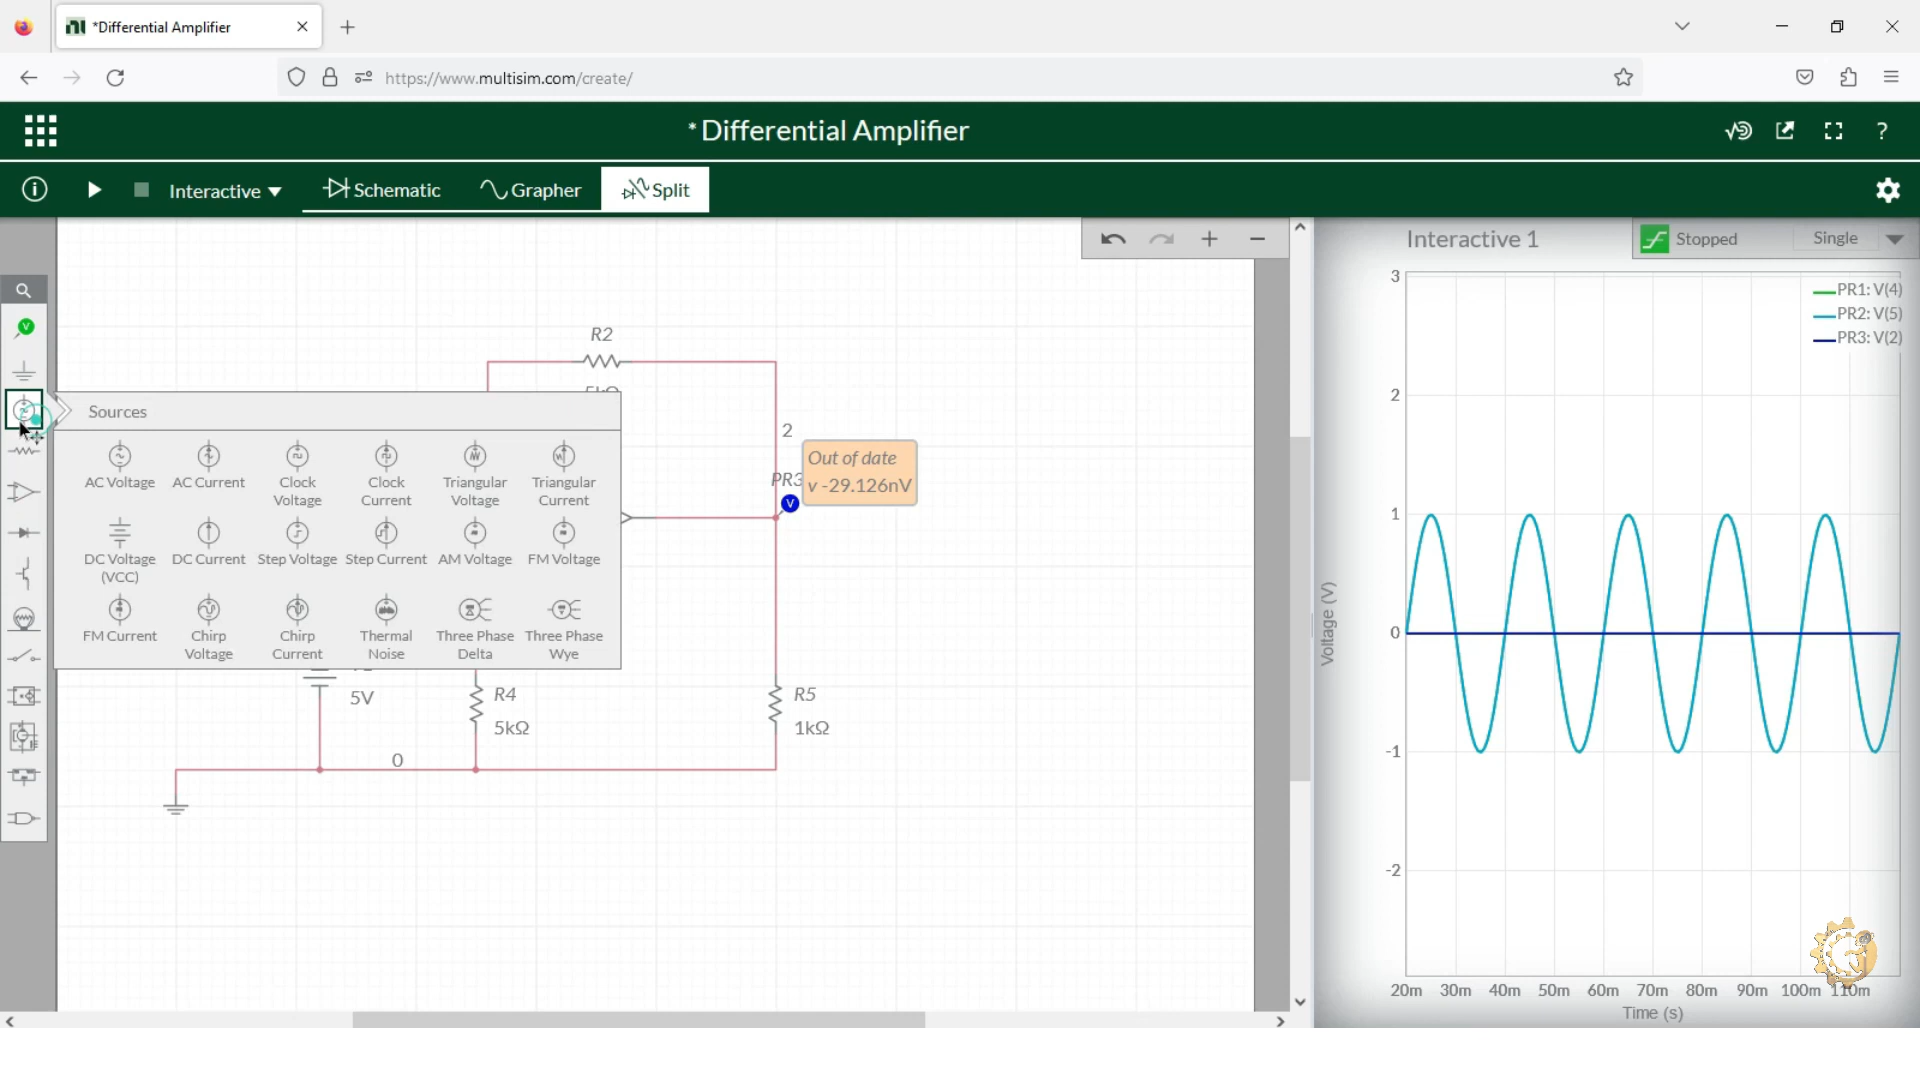 *Differential Amplifier
https://www.multisim.com/create/
*Differential Amplifier
Interactive
Schematic
Grapher
Split
Interactive 1
Stopped
Single
Sources
AC Voltage
AC Current
Clock
Voltage
Clock
Current
Triangular
Voltage
Triangular
Current
DC Voltage
(VCC)
DC Current
Step Voltage
Step Current
AM Voltage
FM Voltage
FM Current
Chirp
Voltage
Chirp
Current
Thermal
Noise
Three Phase
Delta
Three Phase
Wye
R2
2
PR3
V
Out of date
v -29.126nV
5V
R4
5kΩ
R5
1kΩ
0
PR1: V(4)
PR2: V(5)
PR3: V(2)
3
2
1
0
-1
-2
Voltage (V)
20m 30m 40m 50m 60m 70m 80m 90m 100m 110m
Time (s)